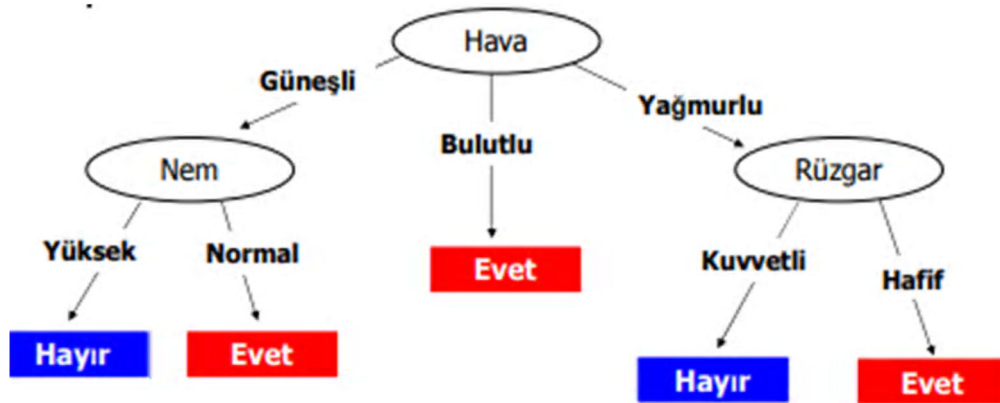 Hava
Güneşli
Yağmurlu
Bulutlu
Nem
Rüzgar
Yüksek
Normal
Kuvvetli
Hafif
Evet
Hayır
Evet
Hayır
Evet